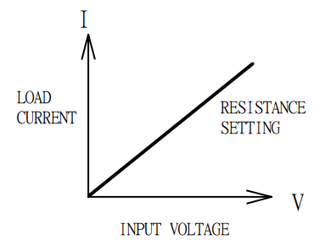 I
LOAD
CURRENT
RESISTANCE
SETTING
V
INPUT VOLTAGE